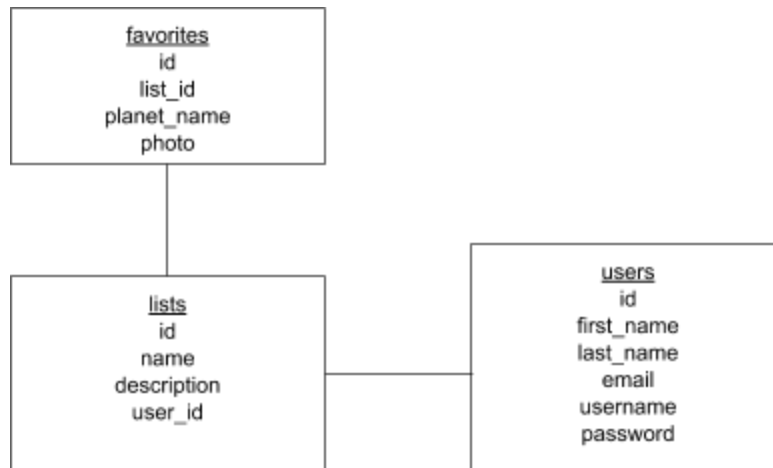 favorites
id
list_id
planet_name
photo
lists
id
name
description
user_id
users
id
first_name
last_name
email
username
password